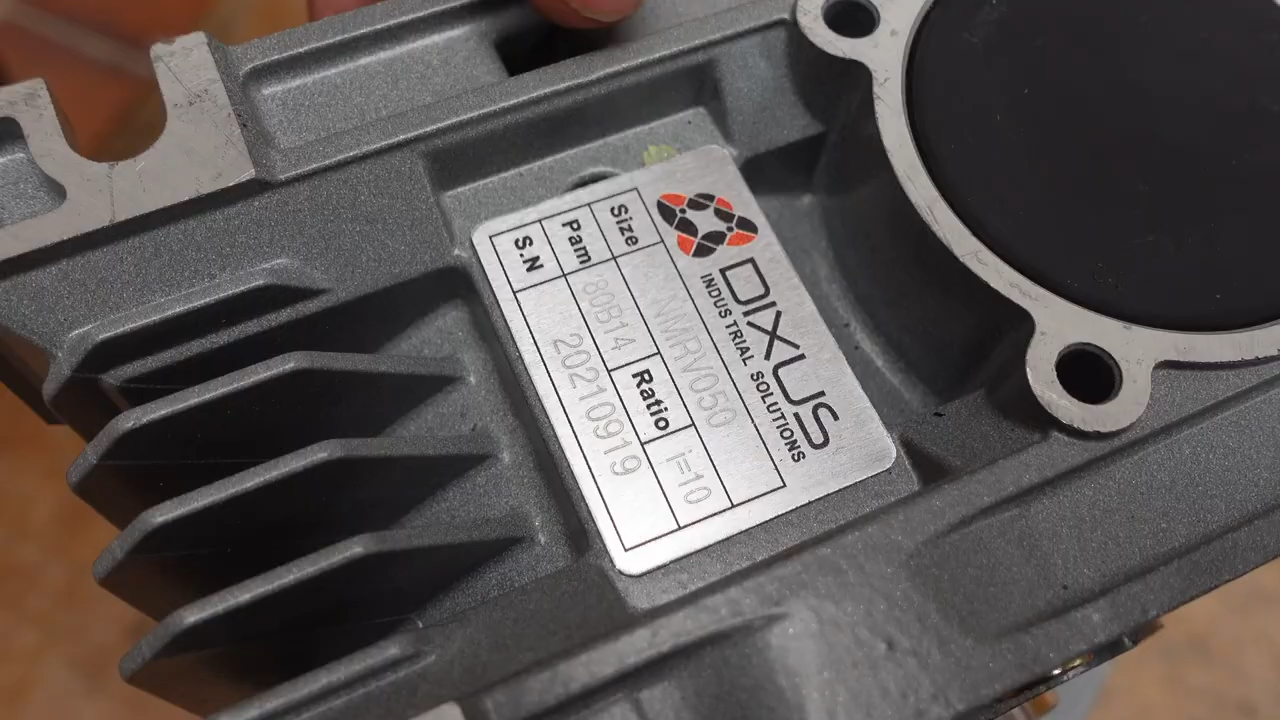 DIXUS
INDUSTRIAL SOLUTIONS
Size NMRV050
Pam 80B14 Ratio i=10
S.N 20210919